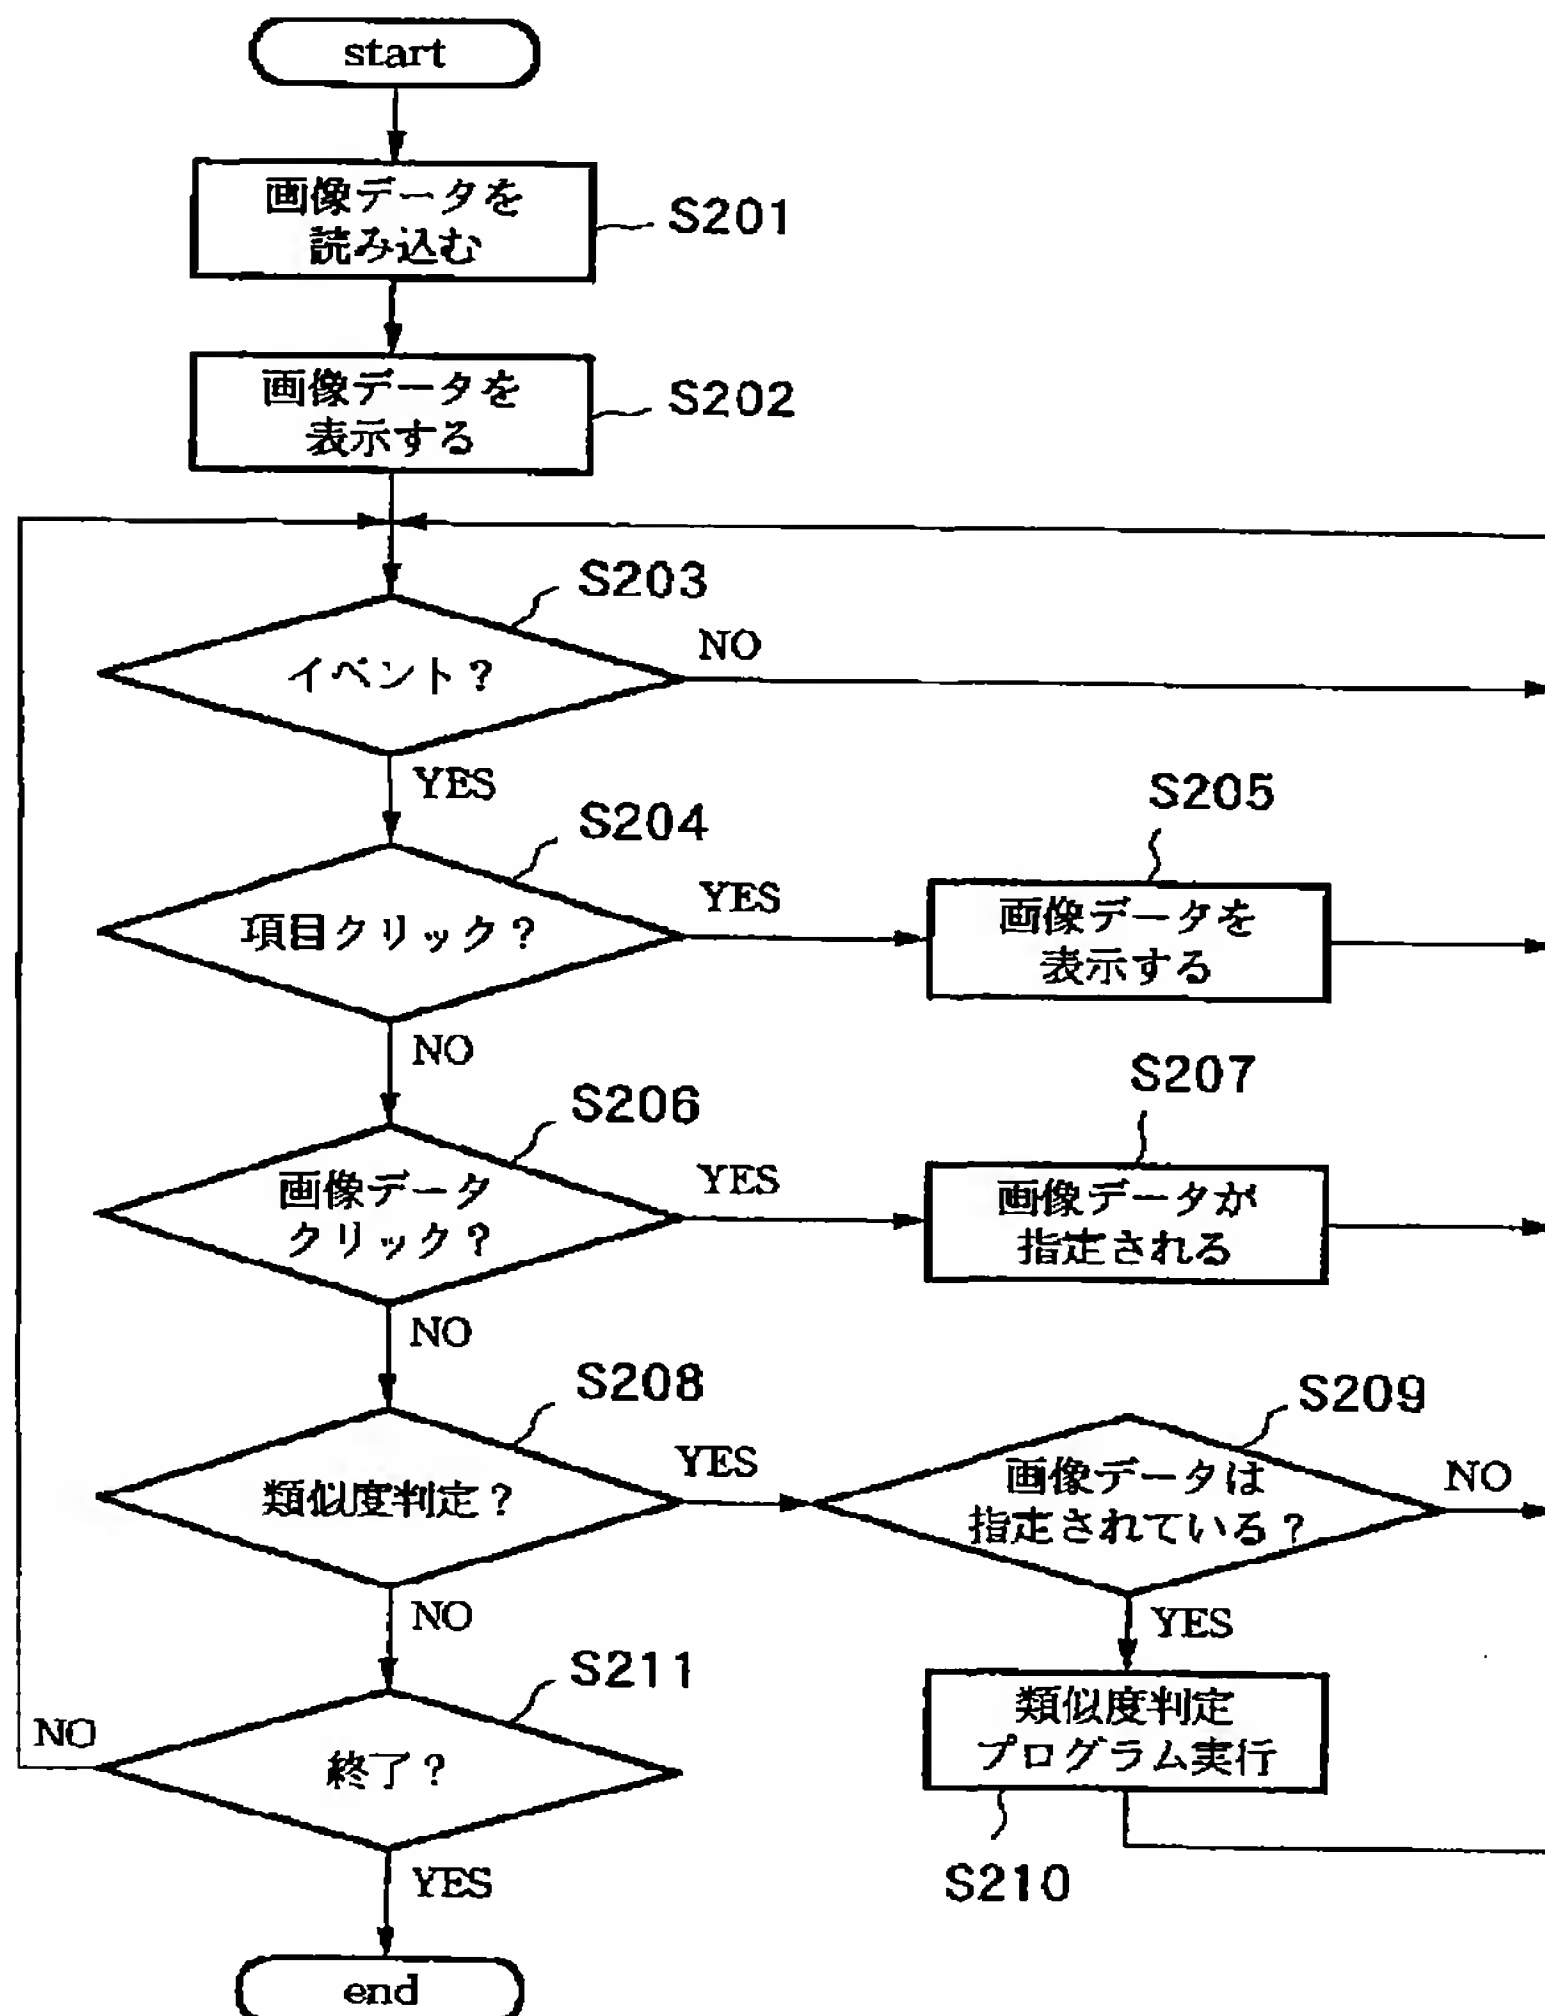 start
画像データを
読み込む
S201
画像データを
表示する
S202
S203
イベント？
NO
YES
S204
項目クリック？
YES
S205
画像データを
表示する
NO
S206
画像データ
クリック？
YES
S207
画像データが
指定される
NO
S208
類似度判定？
YES
S209
画像データは
指定されている？
NO
YES
NO
類似度判定
プログラム実行
S210
S211
終了？
NO
YES
end